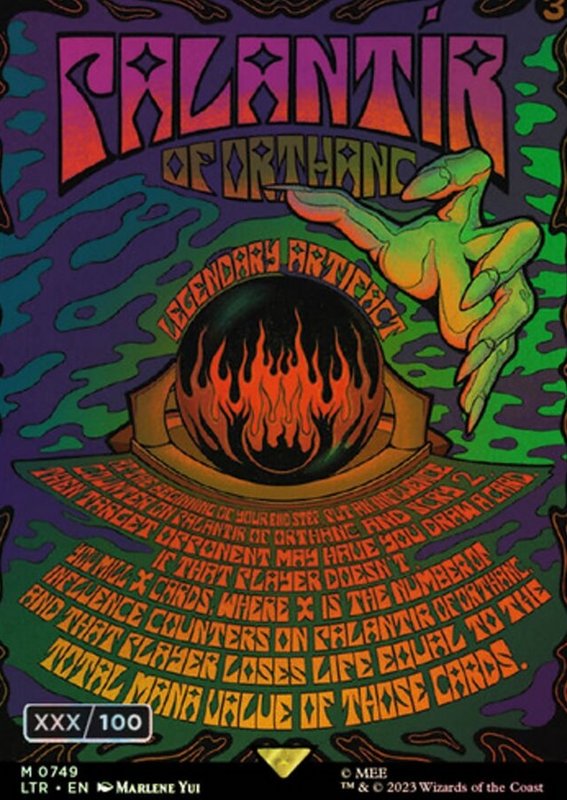 3
PALANTÍR
OF ORTHANC
LEGENDARY ARTIFACT
AT THE BEGINNING OF YOUR END STEP, PUT AN INFLUENCE
COUNTER ON PALANTÍR OF ORTHANC AND SCRY 2.
THEN TARGET OPPONENT MAY HAVE YOU DRAW A CARD.
IF THAT PLAYER DOESN'T,
YOU MILL X CARDS, WHERE X IS THE NUMBER OF
INFLUENCE COUNTERS ON PALANTÍR OF ORTHANC,
AND THAT PLAYER LOSES LIFE EQUAL TO THE
TOTAL MANA VALUE OF THOSE CARDS.
XXX/100
M 0749
LTR • EN MARLENE YUI
© MEE
™ & © 2023 Wizards of the Coast